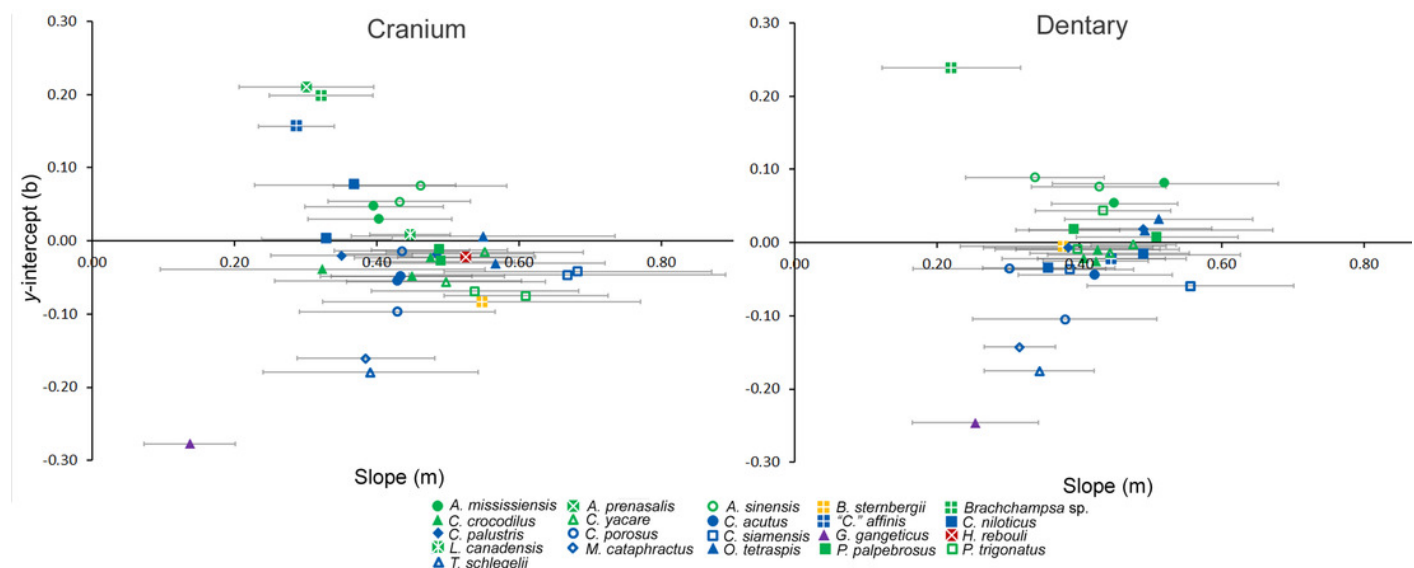 Cranium
0.30
0.20
0.10
0.00
-0.10
-0.20
-0.30
y-intercept (b)
0.00
0.20
0.40
0.60
0.80
Slope (m)
Dentary
0.30
0.20
0.10
0.00
-0.10
-0.20
-0.30
0.00
0.20
0.40
0.60
0.80
Slope (m)
A. mississiensis A. prenasalis A. sinensis B. sternbergii Brachchampsa sp.
C. crocodilus C. yacare C. acutus "C." affinis C. niloticus
C. palustris C. porosus C. siamensis G. gangeticus H. rebouli
L. canadensis M. cataphractus O. tetraspis P. palpebrosus P. trigonatus
T. schlegelii